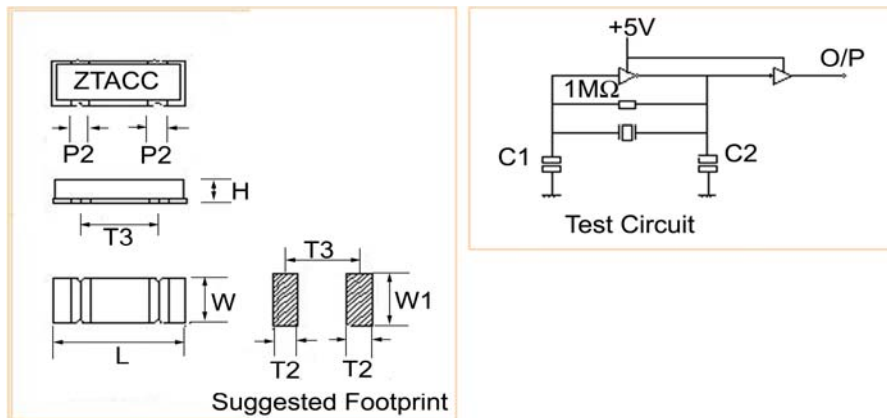 ZTACC
P2 P2
H
T3
W
L
T3
W1
T2 T2
Suggested Footprint
+5V
O/P
1MΩ
C1
C2
Test Circuit